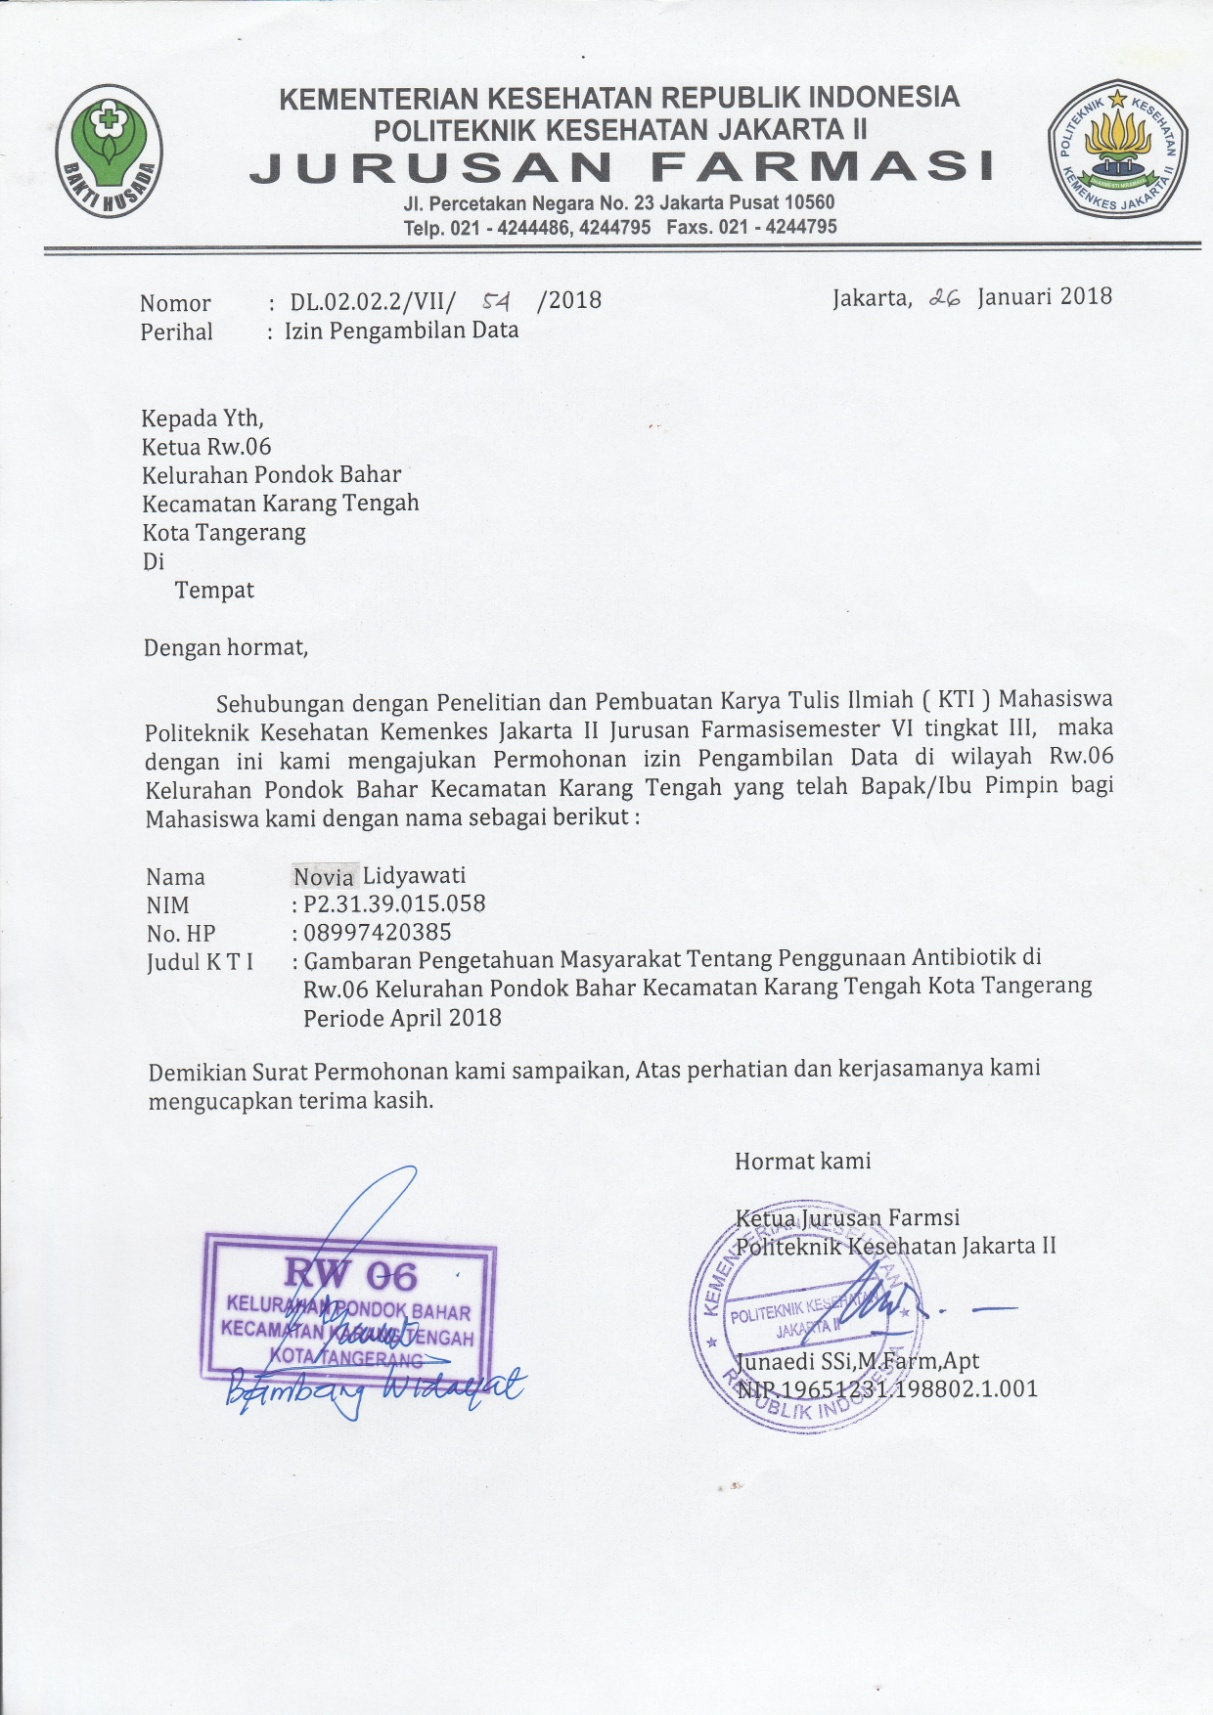 KEMENTERIAN KESEHATAN REPUBLIK INDONESIA
POLITEKNIK KESEHATAN JAKARTA II
JURUSAN FARMASI
Jl. Percetakan Negara No. 23 Jakarta Pusat 10560
Telp. 021 - 4244486, 4244795 Faxs. 021 - 4244795
BAKTI HUSADA
POLITEKNIK KESEHATAN
KEMENKES JAKARTA II
Nomor : DL.02.02.2/VII/ 54 /2018 Jakarta, 26 Januari 2018
Perihal : Izin Pengambilan Data
Kepada Yth,
Ketua Rw.06
Kelurahan Pondok Bahar
Kecamatan Karang Tengah
Kota Tangerang
Di
Tempat
Dengan hormat,
Sehubungan dengan Penelitian dan Pembuatan Karya Tulis Ilmiah ( KTI ) Mahasiswa
Politeknik Kesehatan Kemenkes Jakarta II Jurusan Farmasisemester VI tingkat III, maka
dengan ini kami mengajukan Permohonan izin Pengambilan Data di wilayah Rw.06
Kelurahan Pondok Bahar Kecamatan Karang Tengah yang telah Bapak/Ibu Pimpin bagi
Mahasiswa kami dengan nama sebagai berikut :
Nama Novia Lidyawati
NIM : P2.31.39.015.058
No. HP : 08997420385
Judul K T I : Gambaran Pengetahuan Masyarakat Tentang Penggunaan Antibiotik di
Rw.06 Kelurahan Pondok Bahar Kecamatan Karang Tengah Kota Tangerang
Periode April 2018
Demikian Surat Permohonan kami sampaikan, Atas perhatian dan kerjasamanya kami
mengucapkan terima kasih.
Hormat kami
Ketua Jurusan Farmsi
Politeknik Kesehatan Jakarta II
Junaedi SSi,M.Farm,Apt
NIP.19651231.198802.1.001
RW 06
KELURAHAN PONDOK BAHAR
KECAMATAN KARANG TENGAH
KOTA TANGERANG
Bambang Widayat
KEMENTERIAN KESEHATAN
POLITEKNIK KESEHATAN
JAKARTA II
REPUBLIK INDONESIA